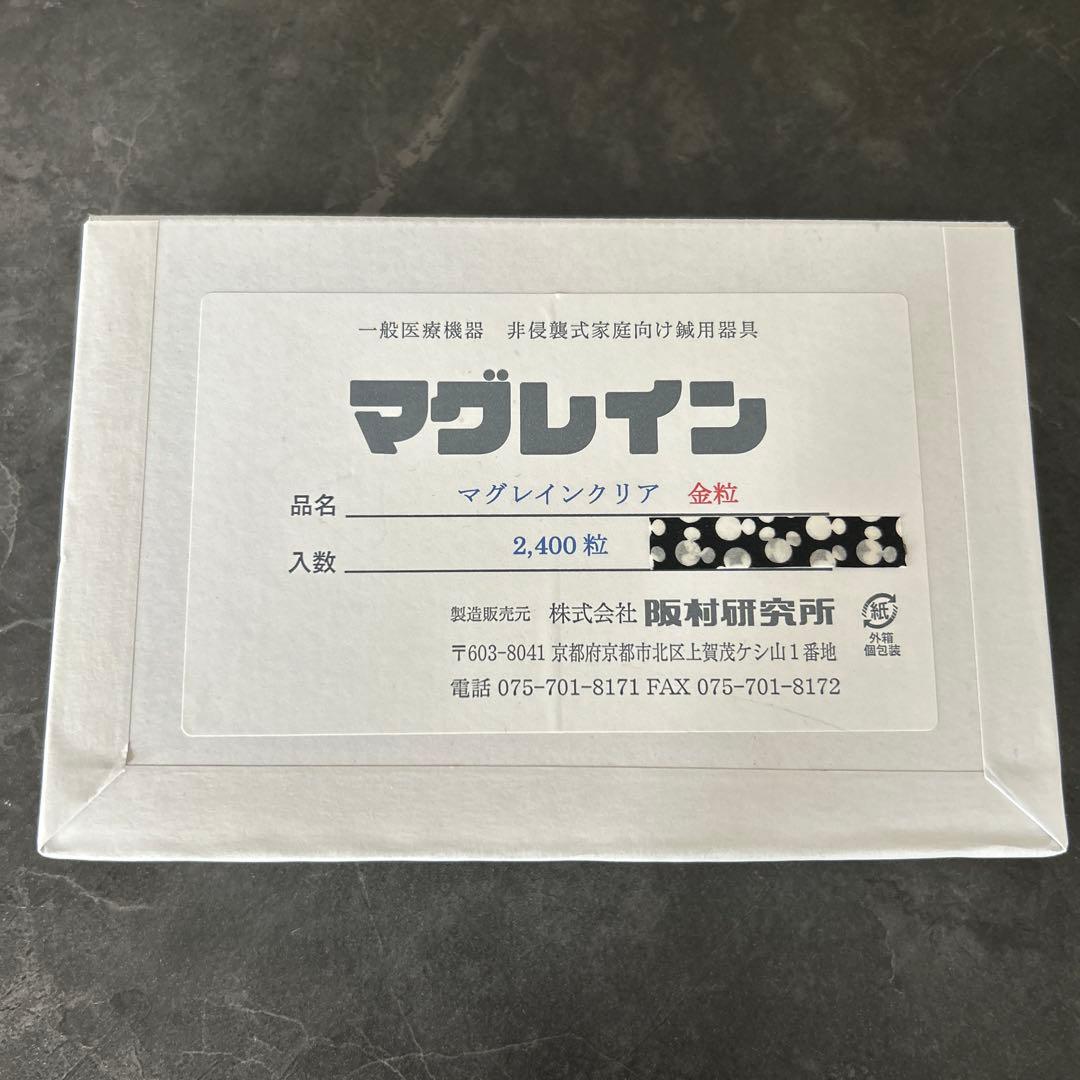 一般医療機器　非侵襲式家庭向け鍼用器具
マグレイン
品名 マグレインクリア 金粒
入数 2,400 粒
製造販売元 株式会社 阪村研究所
〒603-8041 京都府京都市北区上賀茂ケシ山1番地
電話 075-701-8171 FAX 075-701-8172
紙
外箱
個包装